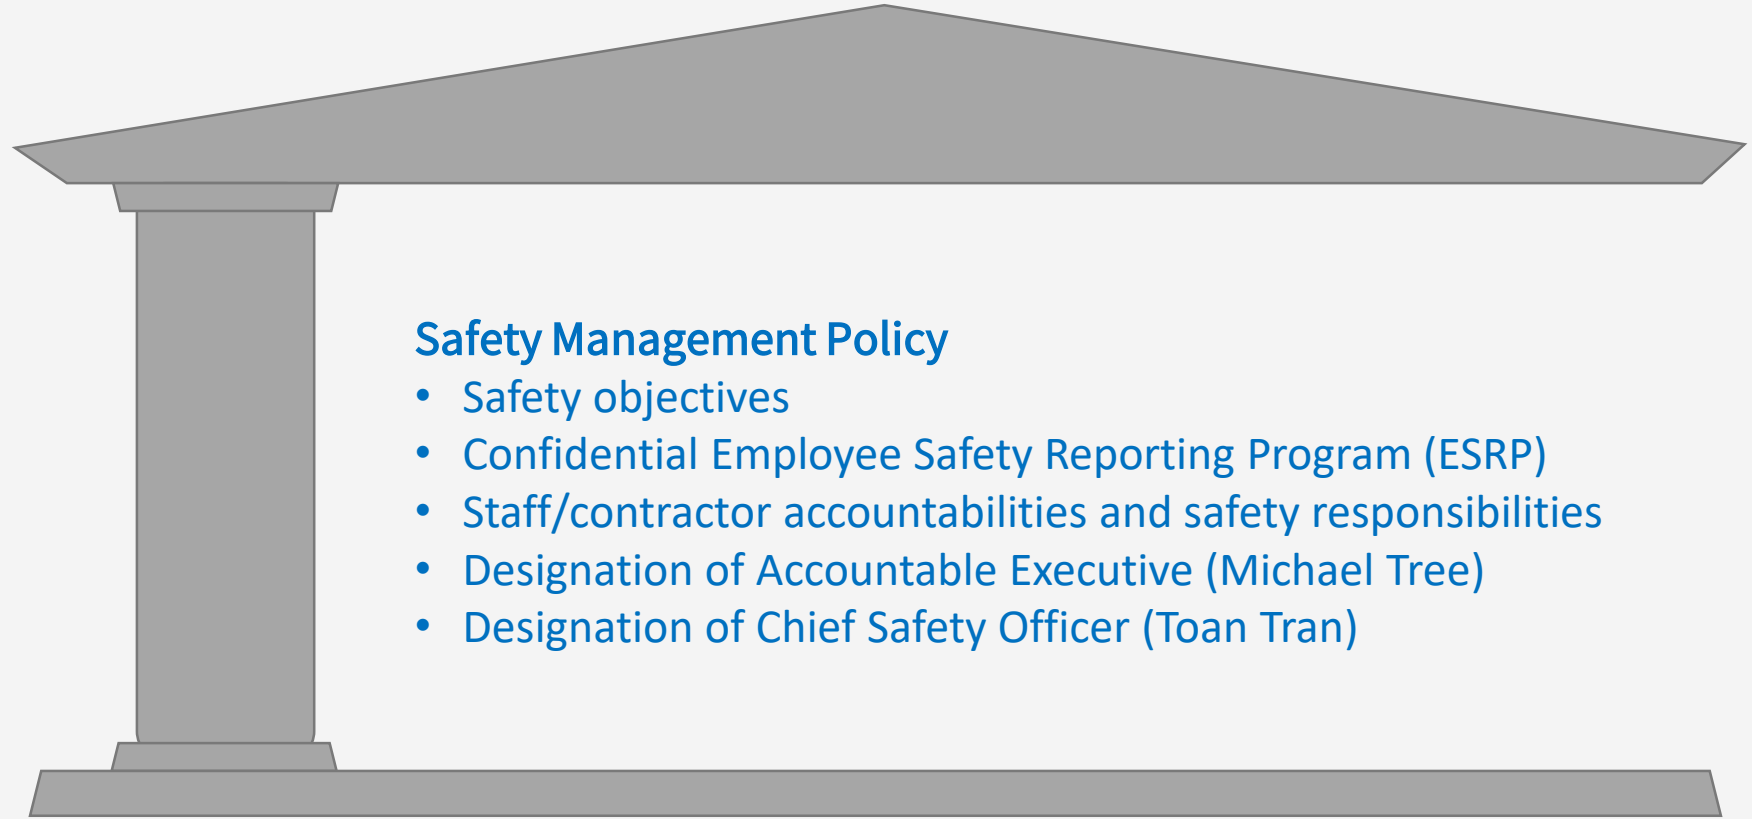 Safety Management Policy
• Safety objectives
• Confidential Employee Safety Reporting Program (ESRP)
• Staff/contractor accountabilities and safety responsibilities
• Designation of Accountable Executive (Michael Tree)
• Designation of Chief Safety Officer (Toan Tran)